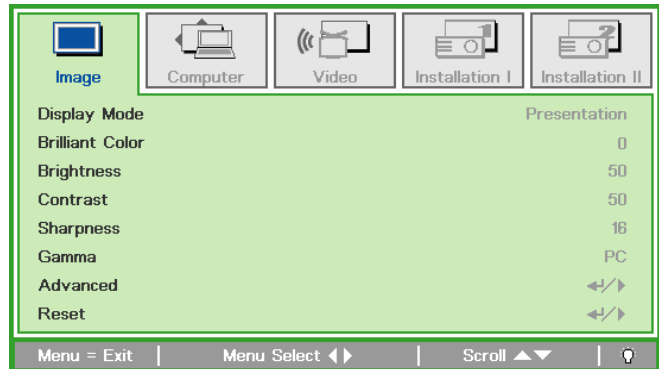 Image Computer Video Installation I Installation II
Display Mode Presentation
Brilliant Color 0
Brightness 50
Contrast 50
Sharpness 16
Gamma PC
Advanced
Reset
Menu = Exit Menu Select Scroll